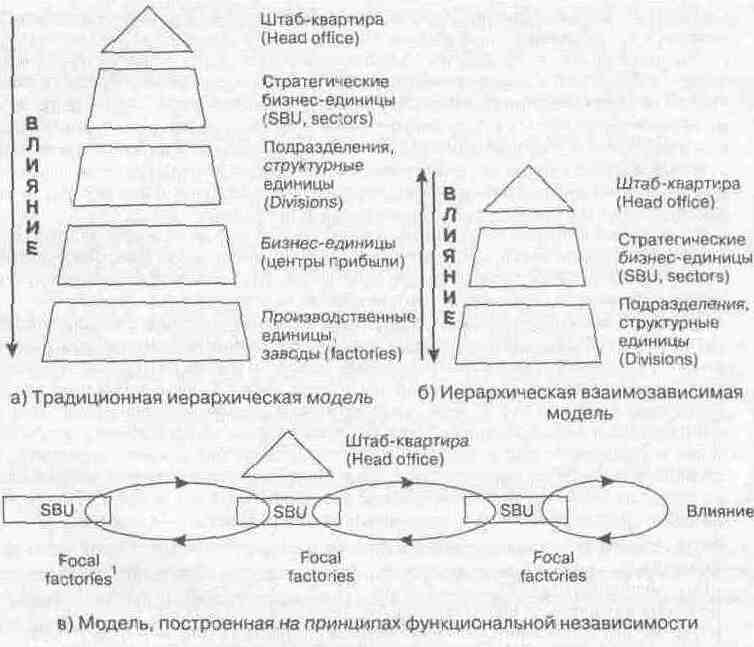 Штаб-квартира
(Head office)
Стратегические
бизнес-единицы
(SBU, sectors)
Подразделения,
структурные
единицы
(Divisions)
Бизнес-единицы
(центры прибыли)
Производственные
единицы,
заводы (factories)
ВЛИЯНИЕ
а) Традиционная иерархическая модель
ВЛИЯНИЕ
Штаб-квартира
(Head office)
Стратегические
бизнес-единицы
(SBU, sectors)
Подразделения,
структурные
единицы
(Divisions)
б) Иерархическая взаимозависимая
модель
Штаб-квартира
(Head office)
SBU
SBU
SBU
Влияние
Focal
factories¹
Focal
factories
Focal
factories
в) Модель, построенная на принципах функциональной независимости